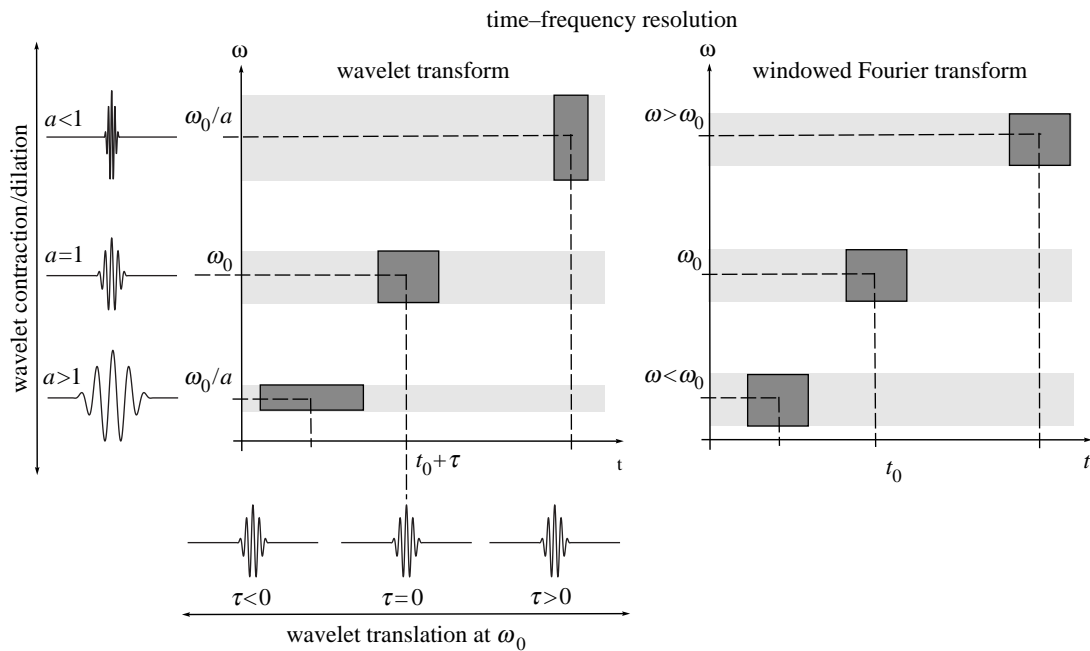 time–frequency resolution
wavelet transform
windowed Fourier transform
wavelet contraction/dilation
a<1
a=1
a>1
ω
ω₀/a
ω₀
ω₀/a
t₀+τ
t
ω
ω>ω₀
ω₀
ω<ω₀
t₀
t
τ<0
τ=0
τ>0
wavelet translation at ω₀